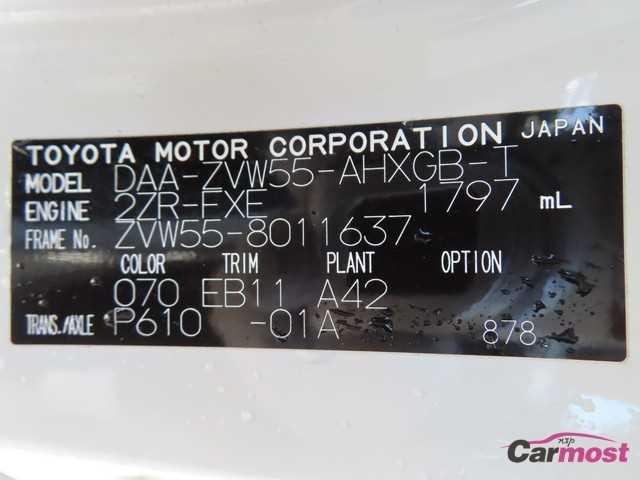 TOYOTA MOTOR CORPORATION JAPAN
MODEL DAA-ZVW55-AHXGB-T
ENGINE 2ZR-FXE 1797 mL
FRAME No. ZVW55-8011637
COLOR TRIM PLANT OPTION
070 EB11 A42
TRANS./AXLE P610 -01A 878
nxp
Carmost